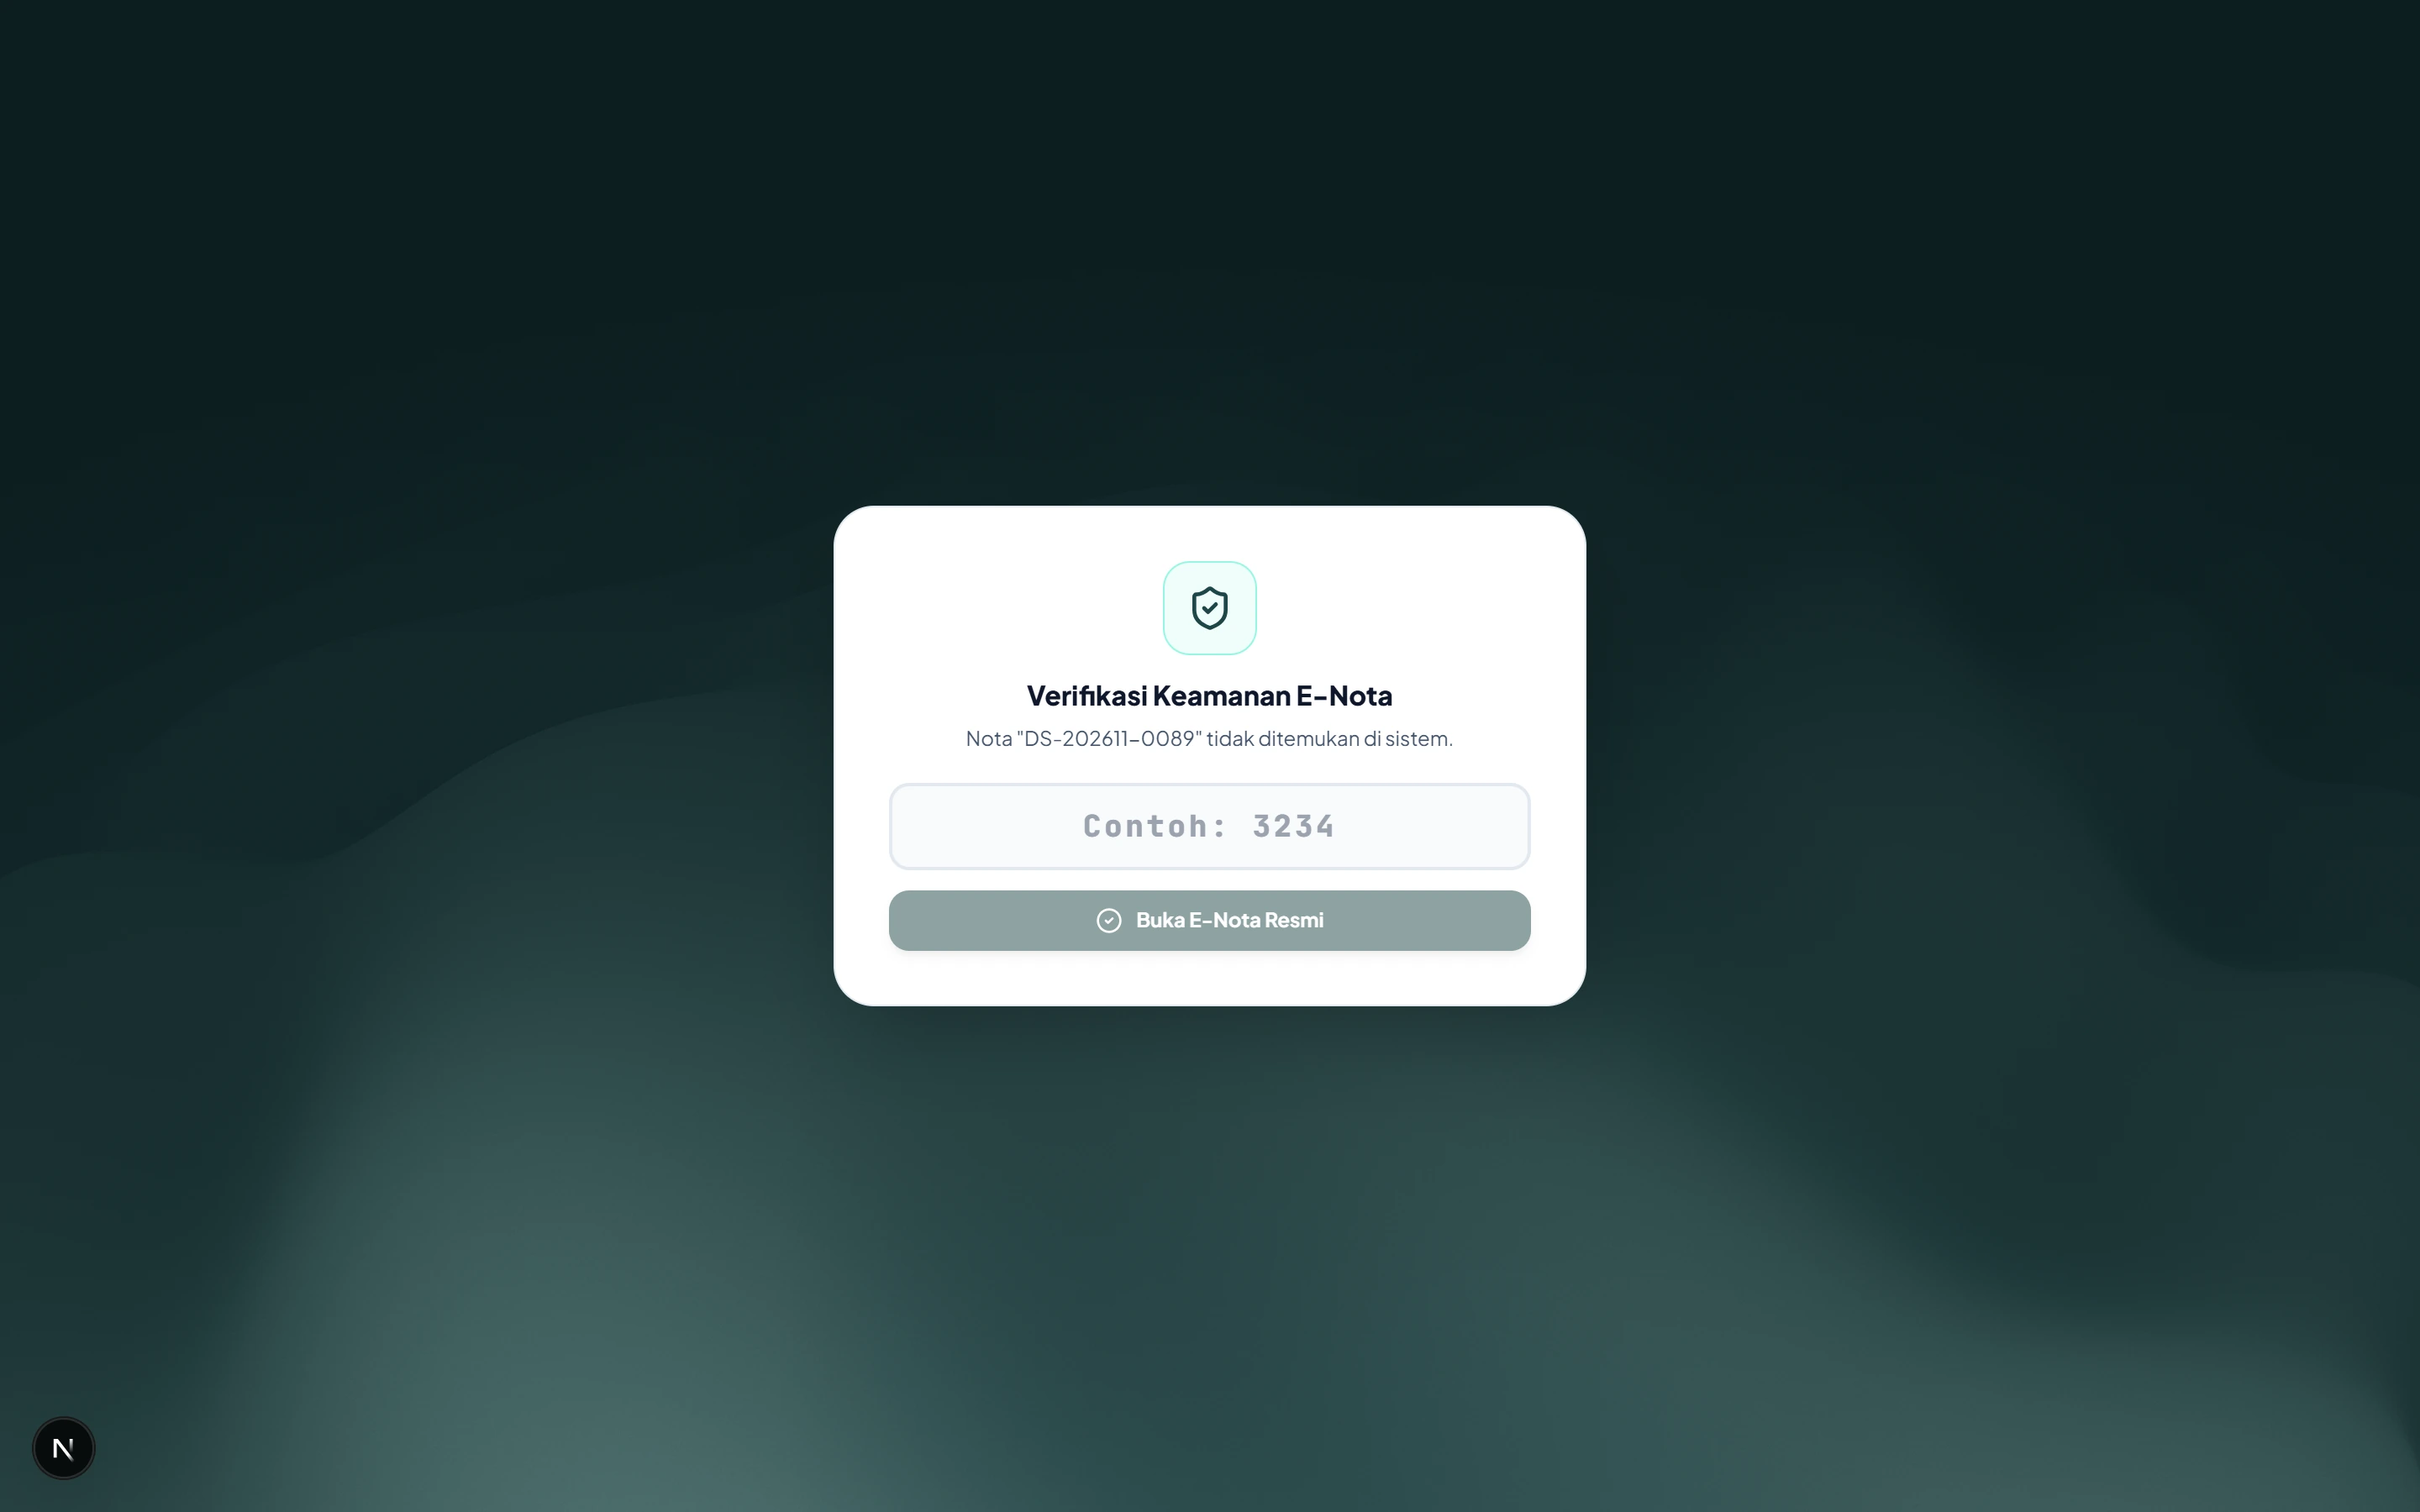 Verifikasi Keamanan E-Nota
Nota "DS-202611-0089" tidak ditemukan di sistem.
Contoh: 3234
Buka E-Nota Resmi
N